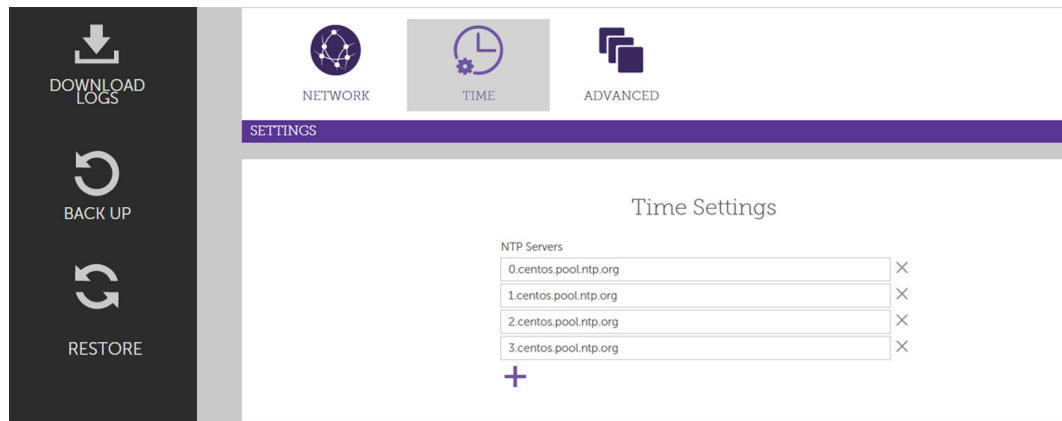 DOWNLOAD
LOGS
BACK UP
RESTORE
NETWORK
TIME
ADVANCED
SETTINGS
Time Settings
NTP Servers
0.centos.pool.ntp.org
1.centos.pool.ntp.org
2.centos.pool.ntp.org
3.centos.pool.ntp.org